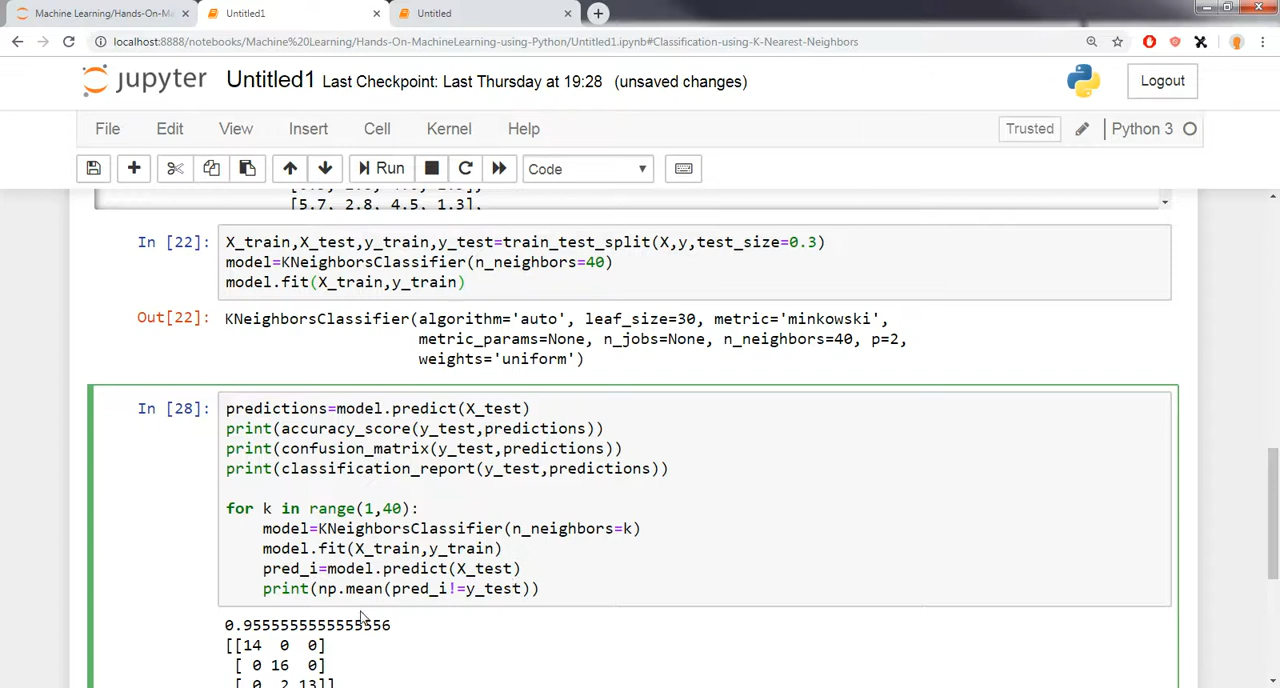 Machine Learning/Hands-On-M
Untitled1
Untitled
localhost:8888/notebooks/Machine%20Learning/Hands-On-MachineLearning-using-Python/Untitled1.ipynb#Classification-using-K-Nearest-Neighbors
jupyter Untitled1 Last Checkpoint: Last Thursday at 19:28 (unsaved changes)
Logout
File Edit View Insert Cell Kernel Help
Trusted Python 3
Run Code
[5.7, 2.8, 4.5, 1.3],
In [22]: X_train,X_test,y_train,y_test=train_test_split(X,y,test_size=0.3)
model=KNeighborsClassifier(n_neighbors=40)
model.fit(X_train,y_train)
Out[22]: KNeighborsClassifier(algorithm='auto', leaf_size=30, metric='minkowski',
metric_params=None, n_jobs=None, n_neighbors=40, p=2,
weights='uniform')
In [28]: predictions=model.predict(X_test)
print(accuracy_score(y_test,predictions))
print(confusion_matrix(y_test,predictions))
print(classification_report(y_test,predictions))
for k in range(1,40):
model=KNeighborsClassifier(n_neighbors=k)
model.fit(X_train,y_train)
pred_i=model.predict(X_test)
print(np.mean(pred_i!=y_test))
0.9555555555555556
[[14 0 0]
[ 0 16 0]
[ 0 2 13]]